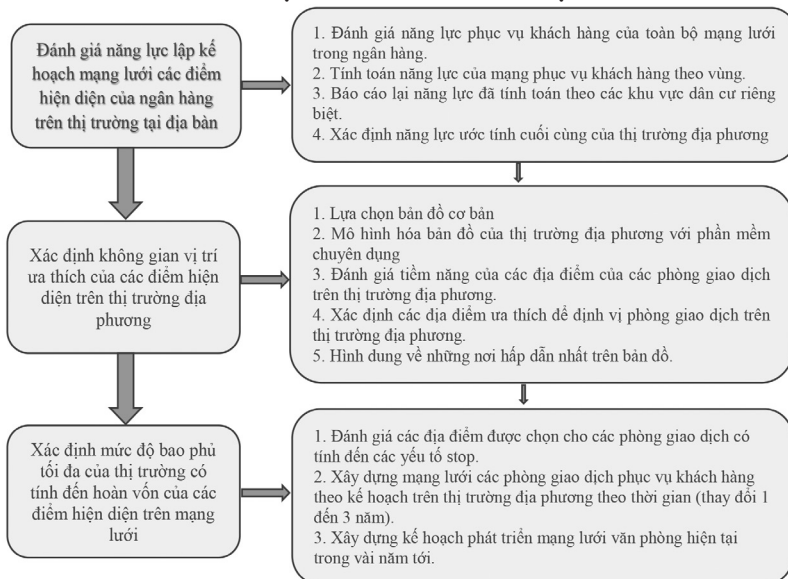 Đánh giá năng lực lập kế
hoạch mạng lưới các điểm
hiện diện của ngân hàng
trên thị trường tại địa bàn
1. Đánh giá năng lực phục vụ khách hàng của toàn bộ mạng lưới
trong ngân hàng.
2. Tính toán năng lực của mạng phục vụ khách hàng theo vùng.
3. Báo cáo lại năng lực đã tính toán theo các khu vực dân cư riêng
biệt.
4. Xác định năng lực ước tính cuối cùng của thị trường địa phương
Xác định không gian vị trí
ưa thích của các điểm hiện
diện trên thị trường địa
phương
1. Lựa chọn bản đồ cơ bản
2. Mô hình hóa bản đồ của thị trường địa phương với phần mềm
chuyên dụng
3. Đánh giá tiềm năng của các địa điểm của các phòng giao dịch
trên thị trường địa phương.
4. Xác định các địa điểm ưa thích để định vị phòng giao dịch trên
thị trường địa phương.
5. Hình dung về những nơi hấp dẫn nhất trên bản đồ.
Xác định mức độ bao phủ
tối đa của thị trường có
tính đến hoàn vốn của các
điểm hiện diện trên mạng
lưới
1. Đánh giá các địa điểm được chọn cho các phòng giao dịch có
tính đến các yếu tố stop.
2. Xây dựng mạng lưới các phòng giao dịch phục vụ khách hàng
theo kế hoạch trên thị trường địa phương theo thời gian (thay đổi 1
đến 3 năm).
3. Xây dựng kế hoạch phát triển mạng lưới văn phòng hiện tại
trong vài năm tới.